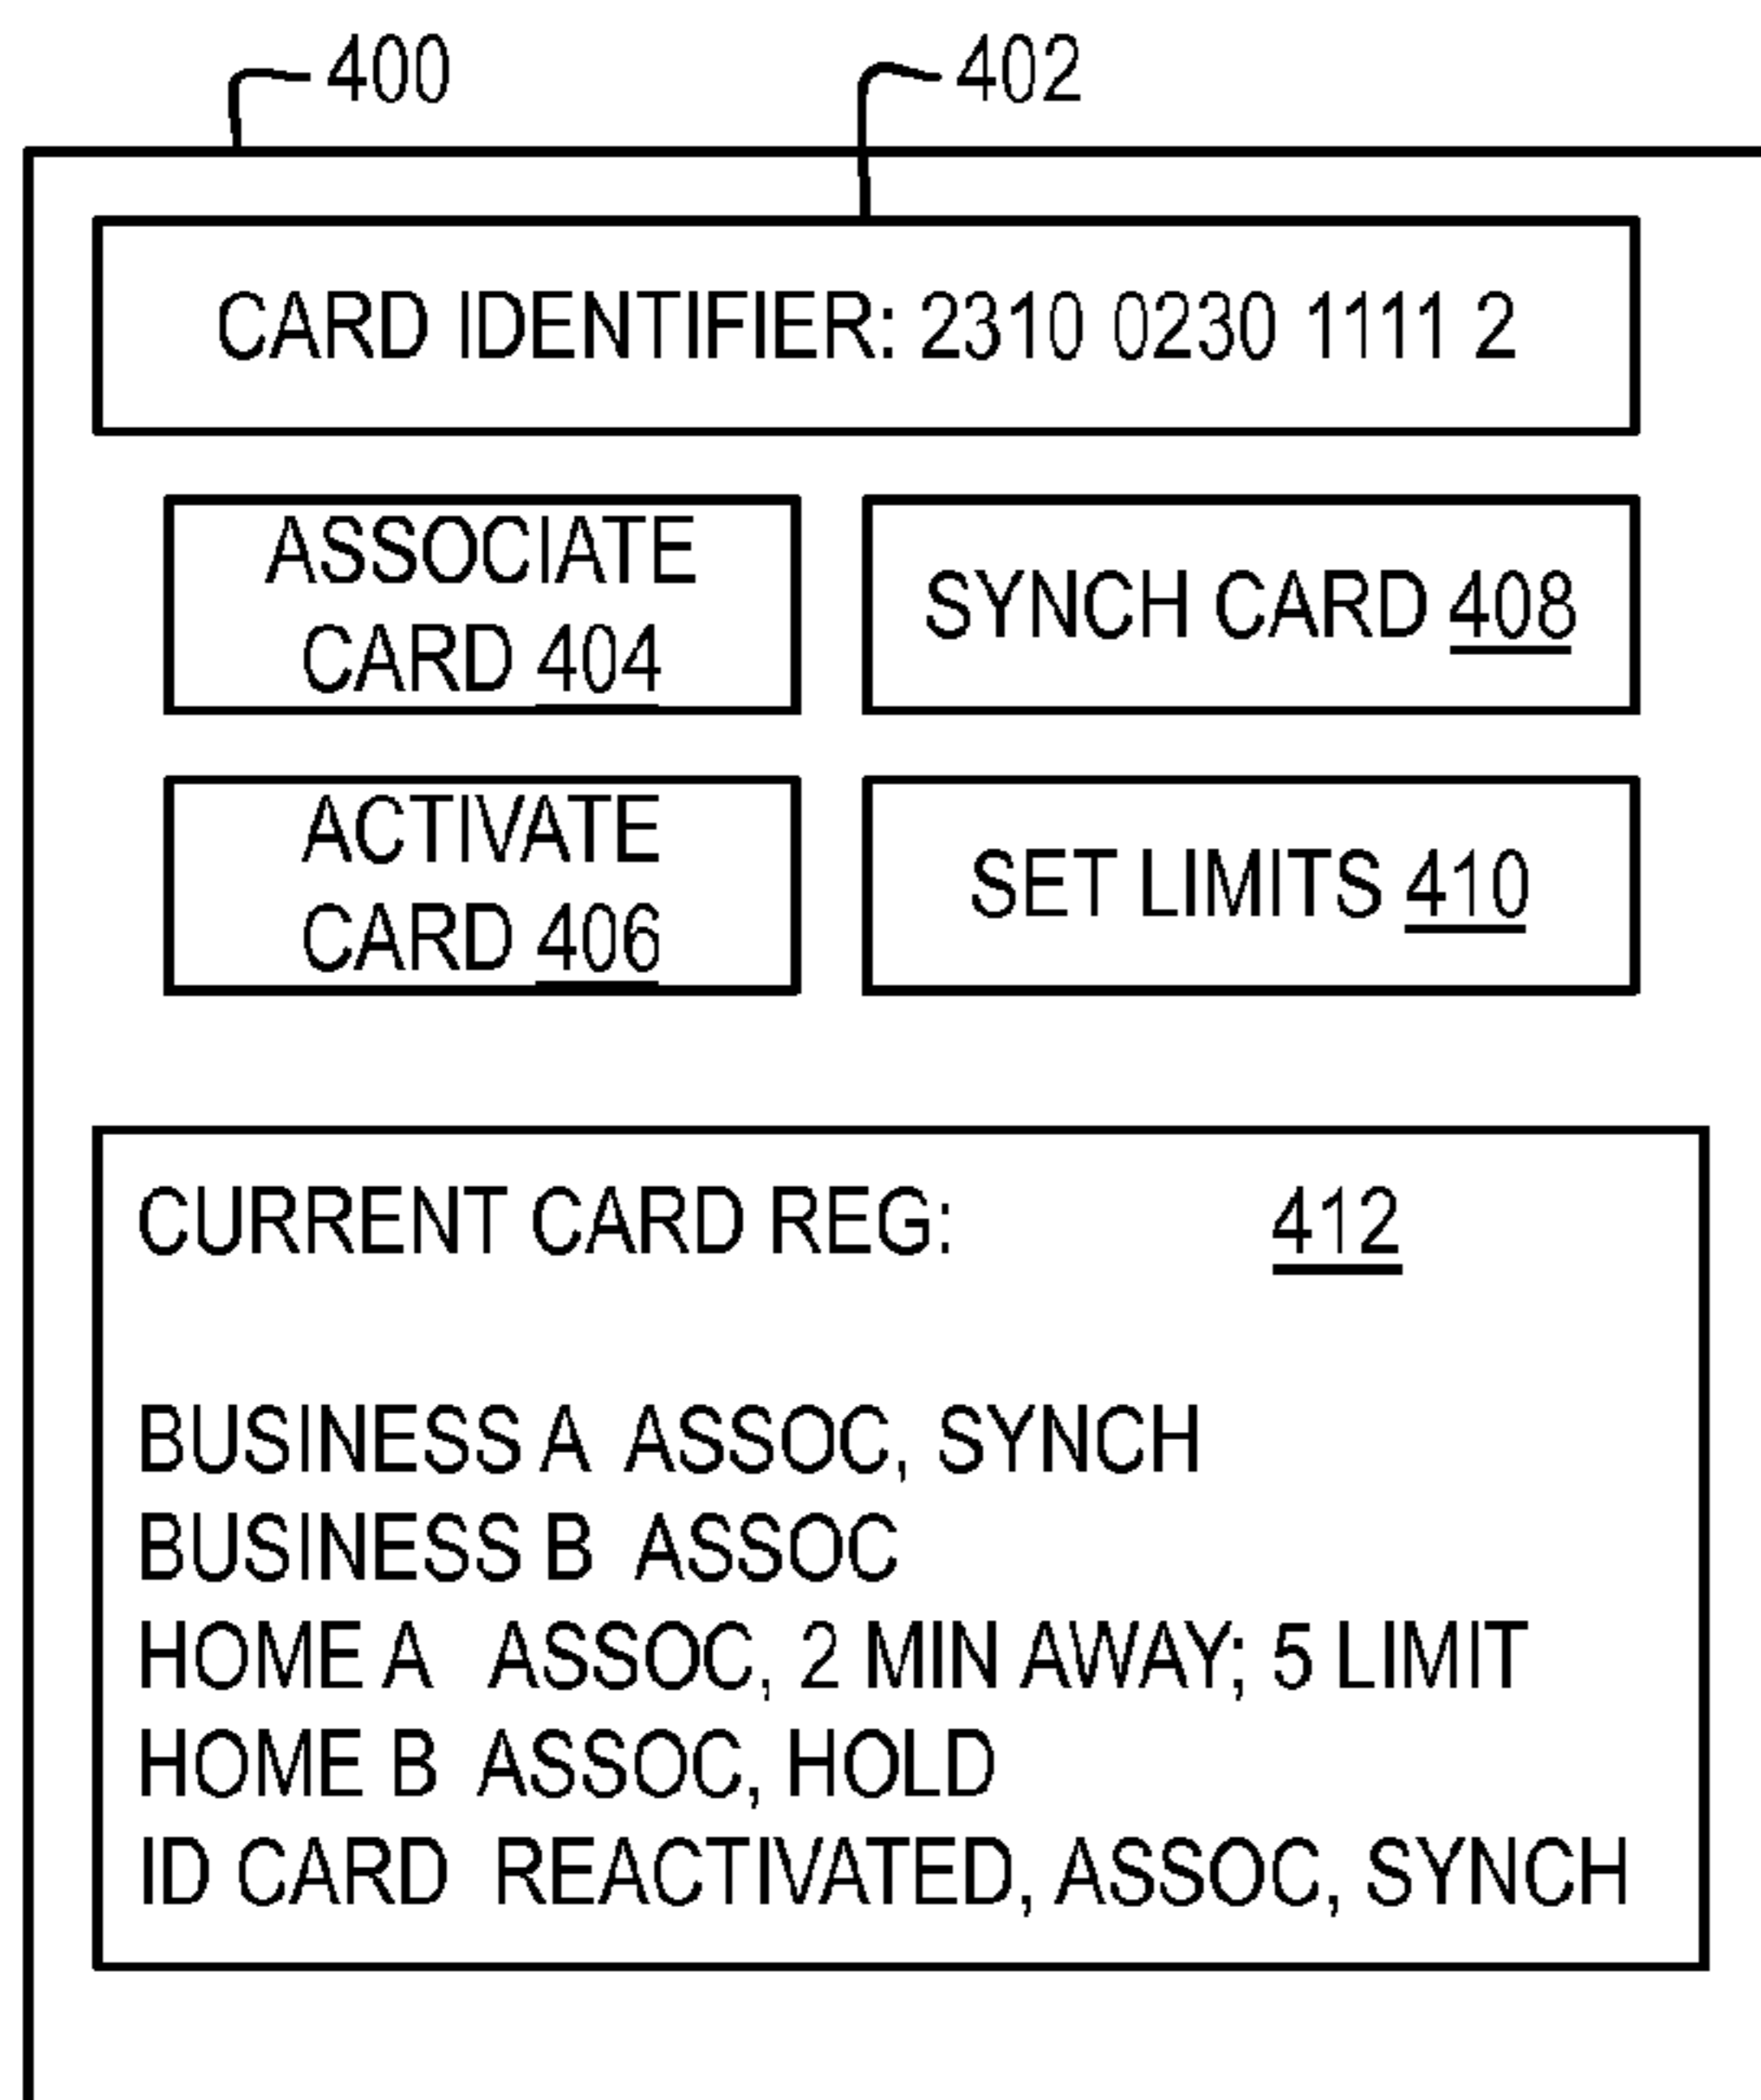 400 402
CARD IDENTIFIER: 2310 0230 1111 2
ASSOCIATE
CARD 404
SYNCH CARD 408
ACTIVATE
CARD 406
SET LIMITS 410
CURRENT CARD REG: 412
BUSINESS A ASSOC, SYNCH
BUSINESS B ASSOC
HOME A ASSOC, 2 MIN AWAY; 5 LIMIT
HOME B ASSOC, HOLD
ID CARD REACTIVATED, ASSOC, SYNCH